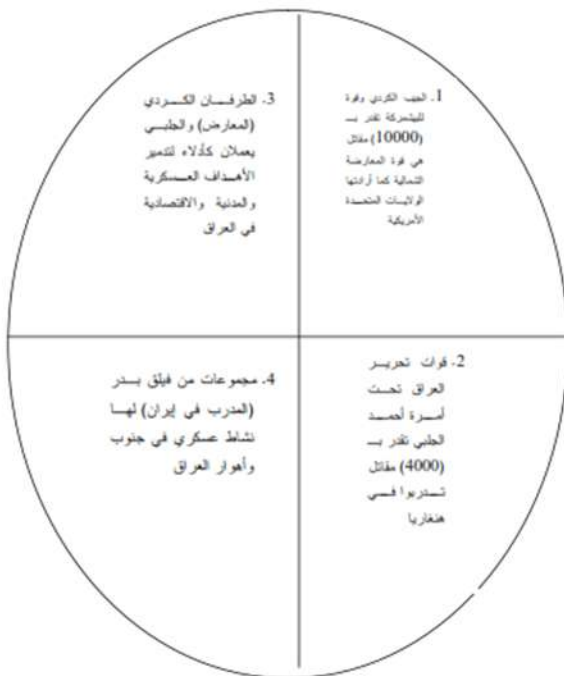 1. الجيب الكردي وقوة
للبيشمركة تقدر بـ
(10000) مقاتل
هي قوة المعارضة
الشمالية كما أرادتها
الولايات المتحدة
الأمريكية
2. قوات تحرير
العراق تحت
أمرة أحمد
الجلبي تقدر بـ
(4000) مقاتل
تدربوا في
هنغاريا
3. الطرفان الكردي
(المعارض) والجلبي
يعملان كأدلاء لتدمير
الأهداف العسكرية
والمدنية والاقتصادية
في العراق
4. مجموعات من فيلق بدر
(المدرب في إيران) لها
نشاط عسكري في جنوب
وأهوار العراق